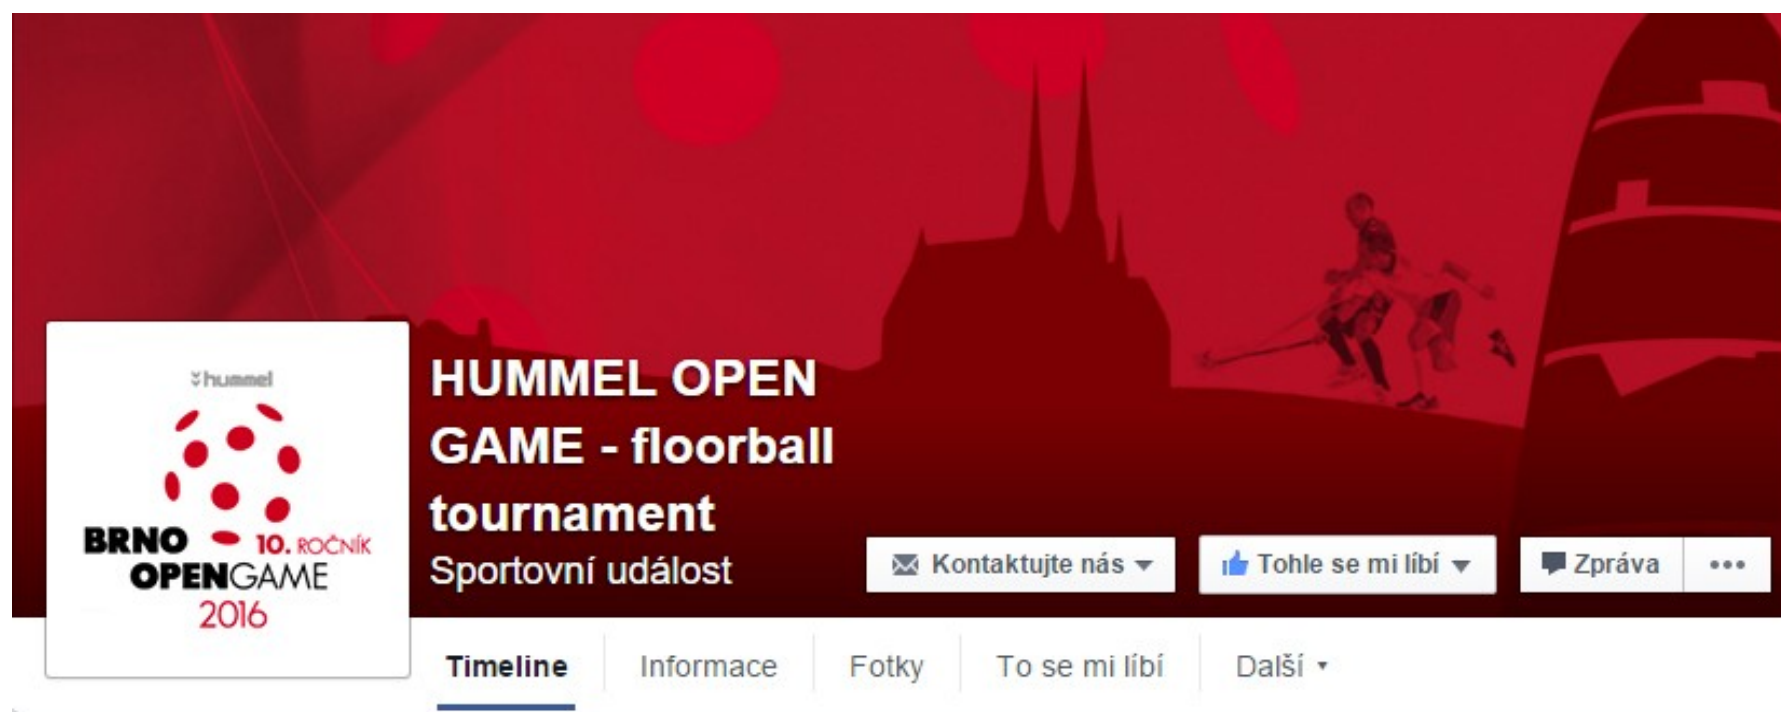 hummel
BRNO 10. ROČNÍK
OPENGAME
2016
HUMMEL OPEN
GAME - floorball
tournament
Sportovní událost
Kontaktujte nás
Tohle se mi líbí
Zpráva
Timeline
Informace
Fotky
To se mi líbí
Další